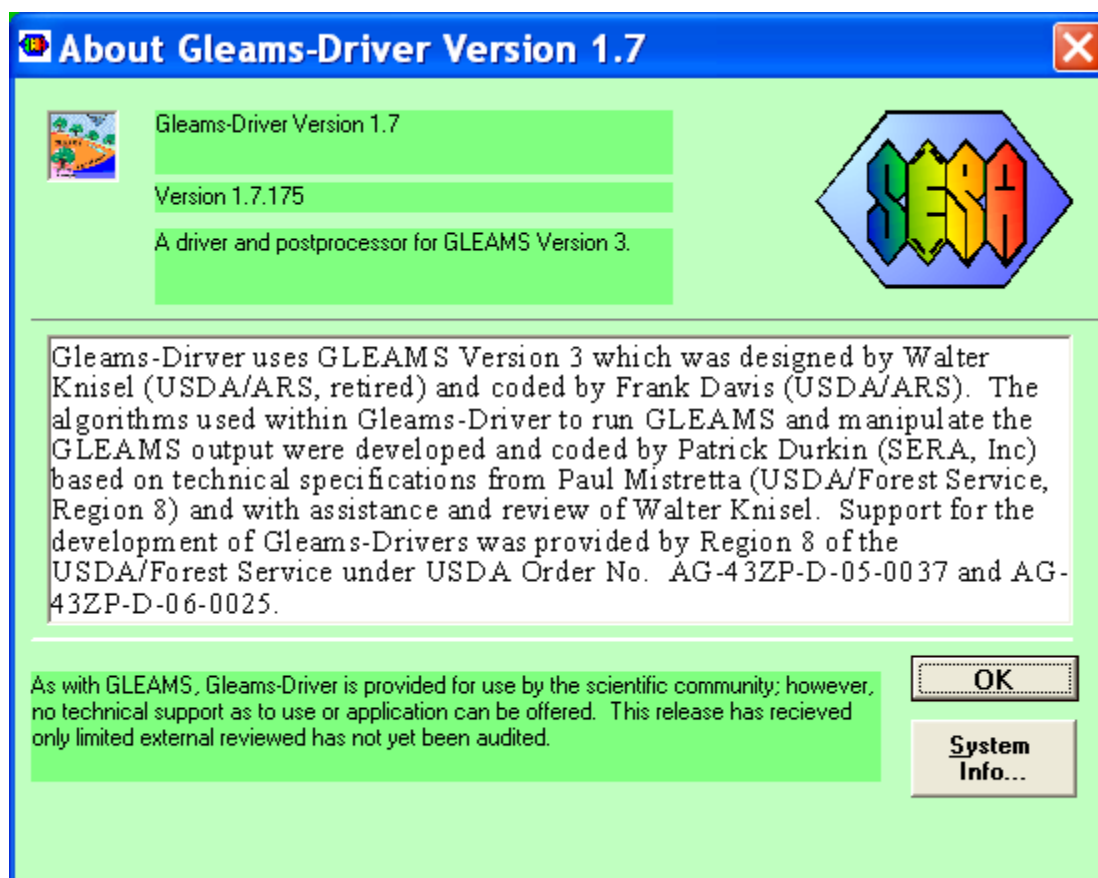 About Gleams-Driver Version 1.7
Gleams-Driver Version 1.7
Version 1.7.175
A driver and postprocessor for GLEAMS Version 3.
SERA
Gleams-Dirver uses GLEAMS Version 3 which was designed by Walter
Knisel (USDA/ARS, retired) and coded by Frank Davis (USDA/ARS).  The
algorithms used within Gleams-Driver to run GLEAMS and manipulate the
GLEAMS output were developed and coded by Patrick Durkin (SERA, Inc)
based on technical specifications from Paul Mistretta (USDA/Forest Service,
Region 8) and with assistance and review of Walter Knisel.  Support for the
development of Gleams-Drivers was provided by Region 8 of the
USDA/Forest Service under USDA Order No.  AG-43ZP-D-05-0037 and AG-
43ZP-D-06-0025.
As with GLEAMS, Gleams-Driver is provided for use by the scientific community; however,
no technical support as to use or application can be offered.  This release has recieved
only limited external reviewed has not yet been audited.
OK
System
Info...